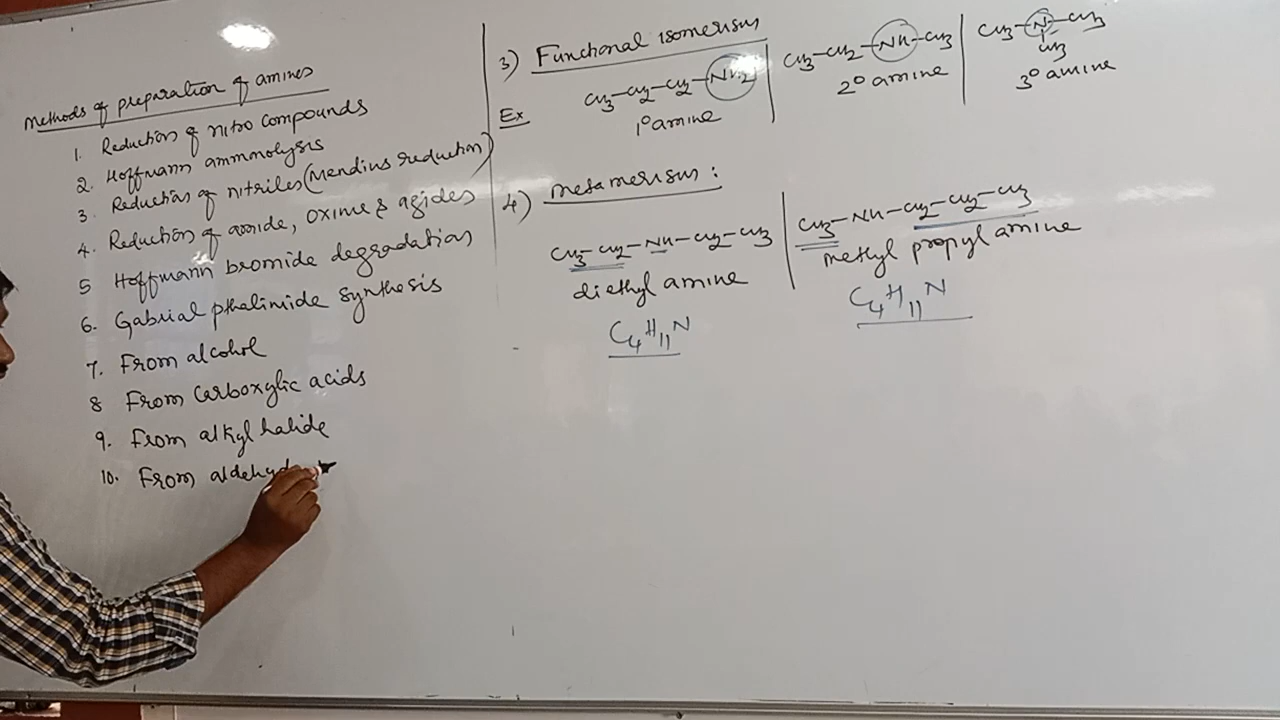 Methods of preparation of amines
1. Reduction of nitro compounds
2. Hoffmann ammonolysis
3. Reduction of nitriles (Mendius reduction)
4. Reduction of amide, oxime & azides
5 Hoffmann bromide degradation
6. Gabrial pthalimide synthesis
7. From alcohol
8 From Carboxylic acids
9. From alkyl halide
10. From aldehyd
3) Functional isomerism
Ex CH3-CH2-CH2-NH2
1° amine
CH3-CH2-NH-CH3
2° amine
CH3-N-CH3
CH3
3° amine
4) metamerism :
CH3-CH2-NH-CH2-CH3
diethyl amine
C4H11N
CH3-NH-CH2-CH2-CH3
methyl propyl amine
C4H11N